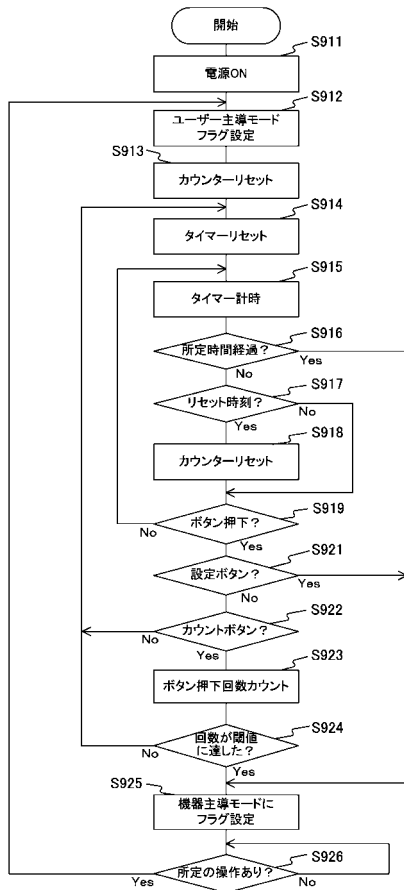 開始
S911
電源ON
S912
ユーザー主導モード
フラグ設定
S913
カウンターリセット
S914
タイマーリセット
S915
タイマー計時
S916
所定時間経過？
Yes
No
S917
リセット時刻？
No
Yes
S918
カウンターリセット
S919
ボタン押下？
No
Yes
S921
設定ボタン？
Yes
No
S922
カウントボタン？
No
Yes
S923
ボタン押下回数カウント
S924
回数が閾値
に達した？
No
Yes
S925
機器主導モードに
フラグ設定
S926
所定の操作あり？
Yes
No